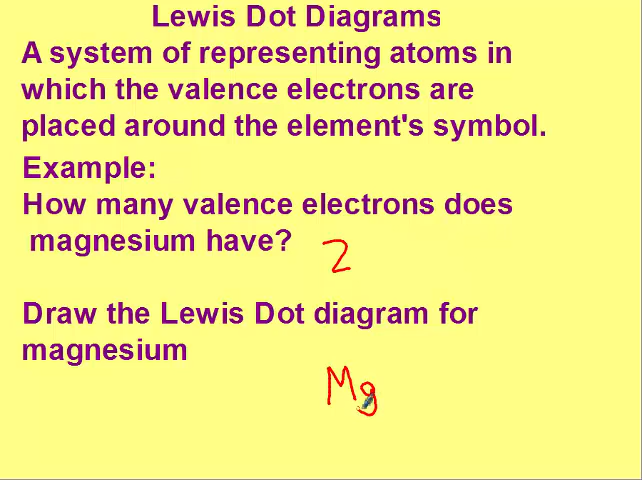 Lewis Dot Diagrams
A system of representing atoms in
which the valence electrons are
placed around the element's symbol.
Example:
How many valence electrons does
magnesium have? 2
Draw the Lewis Dot diagram for
magnesium
Mg